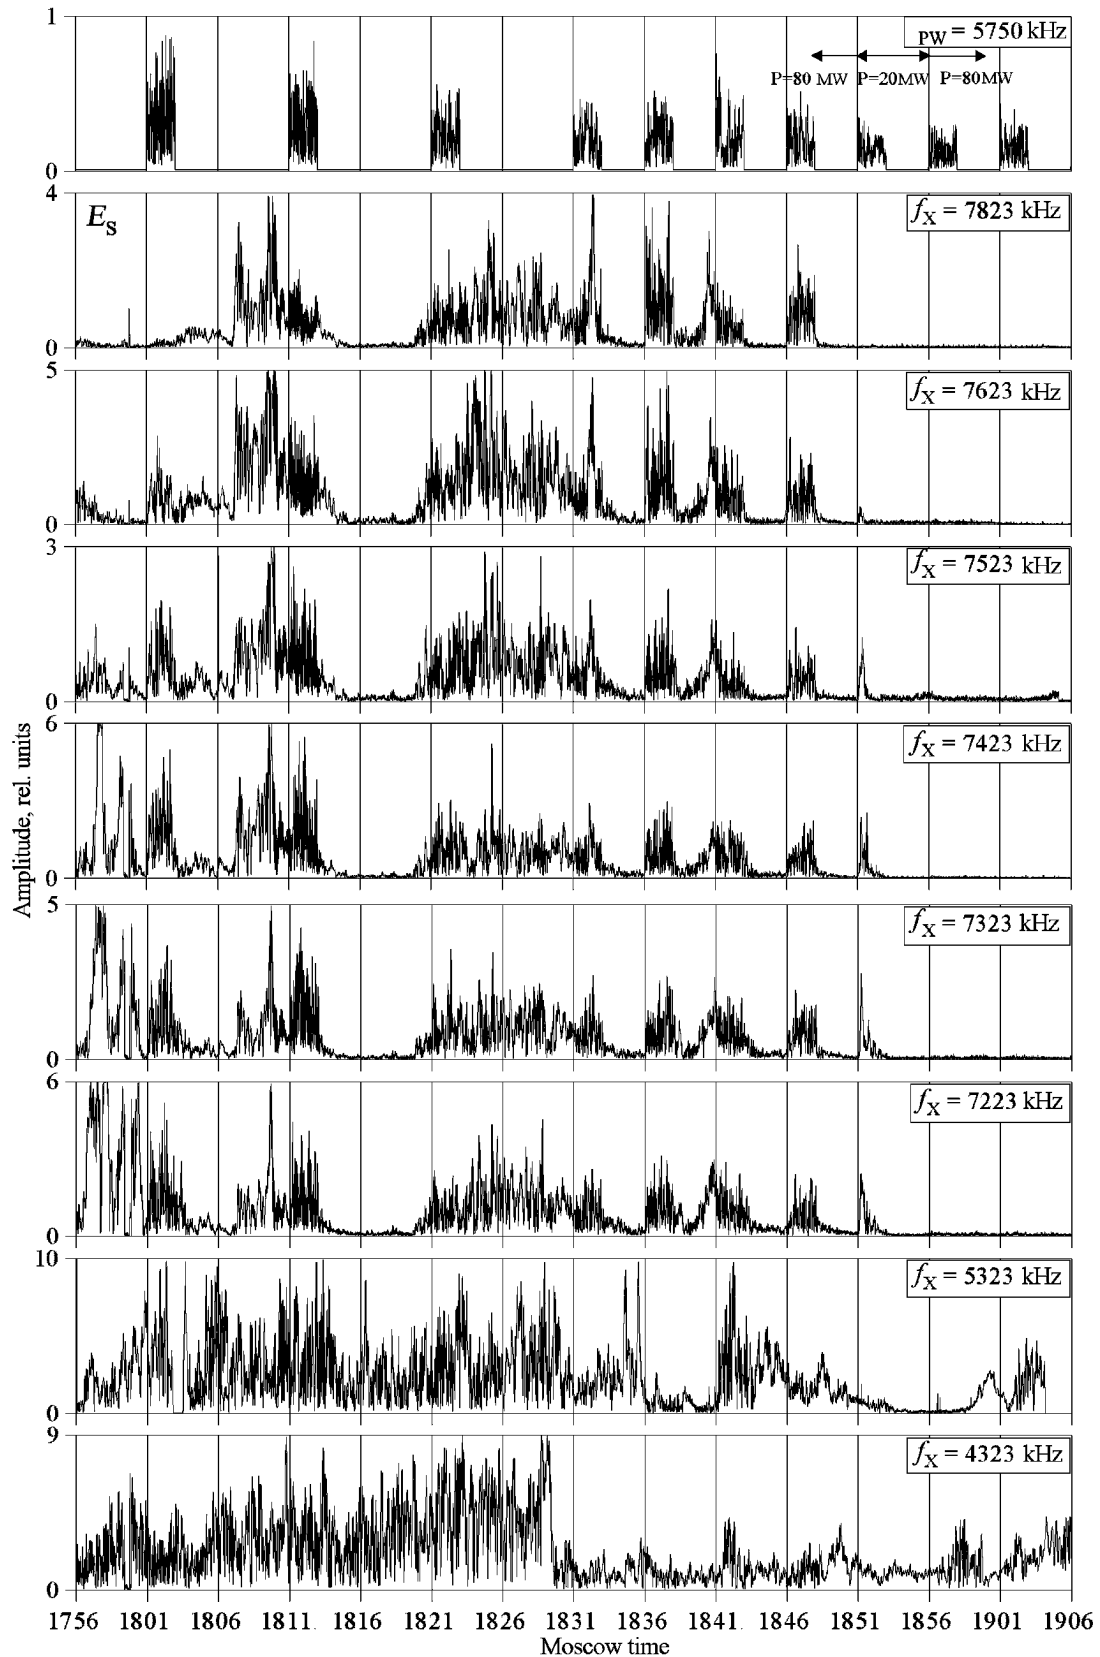 1
PW = 5750 kHz
P=80 MW P=20MW P=80MW
0
4
Es
fX = 7823 kHz
0
5
fX = 7623 kHz
0
3
fX = 7523 kHz
0
6
fX = 7423 kHz
0
Amplitude, rel. units
5
fX = 7323 kHz
0
6
fX = 7223 kHz
0
10
fX = 5323 kHz
0
9
fX = 4323 kHz
0
1756 1801 1806 1811 1816 1821 1826 1831 1836 1841 1846 1851 1856 1901 1906
Moscow time